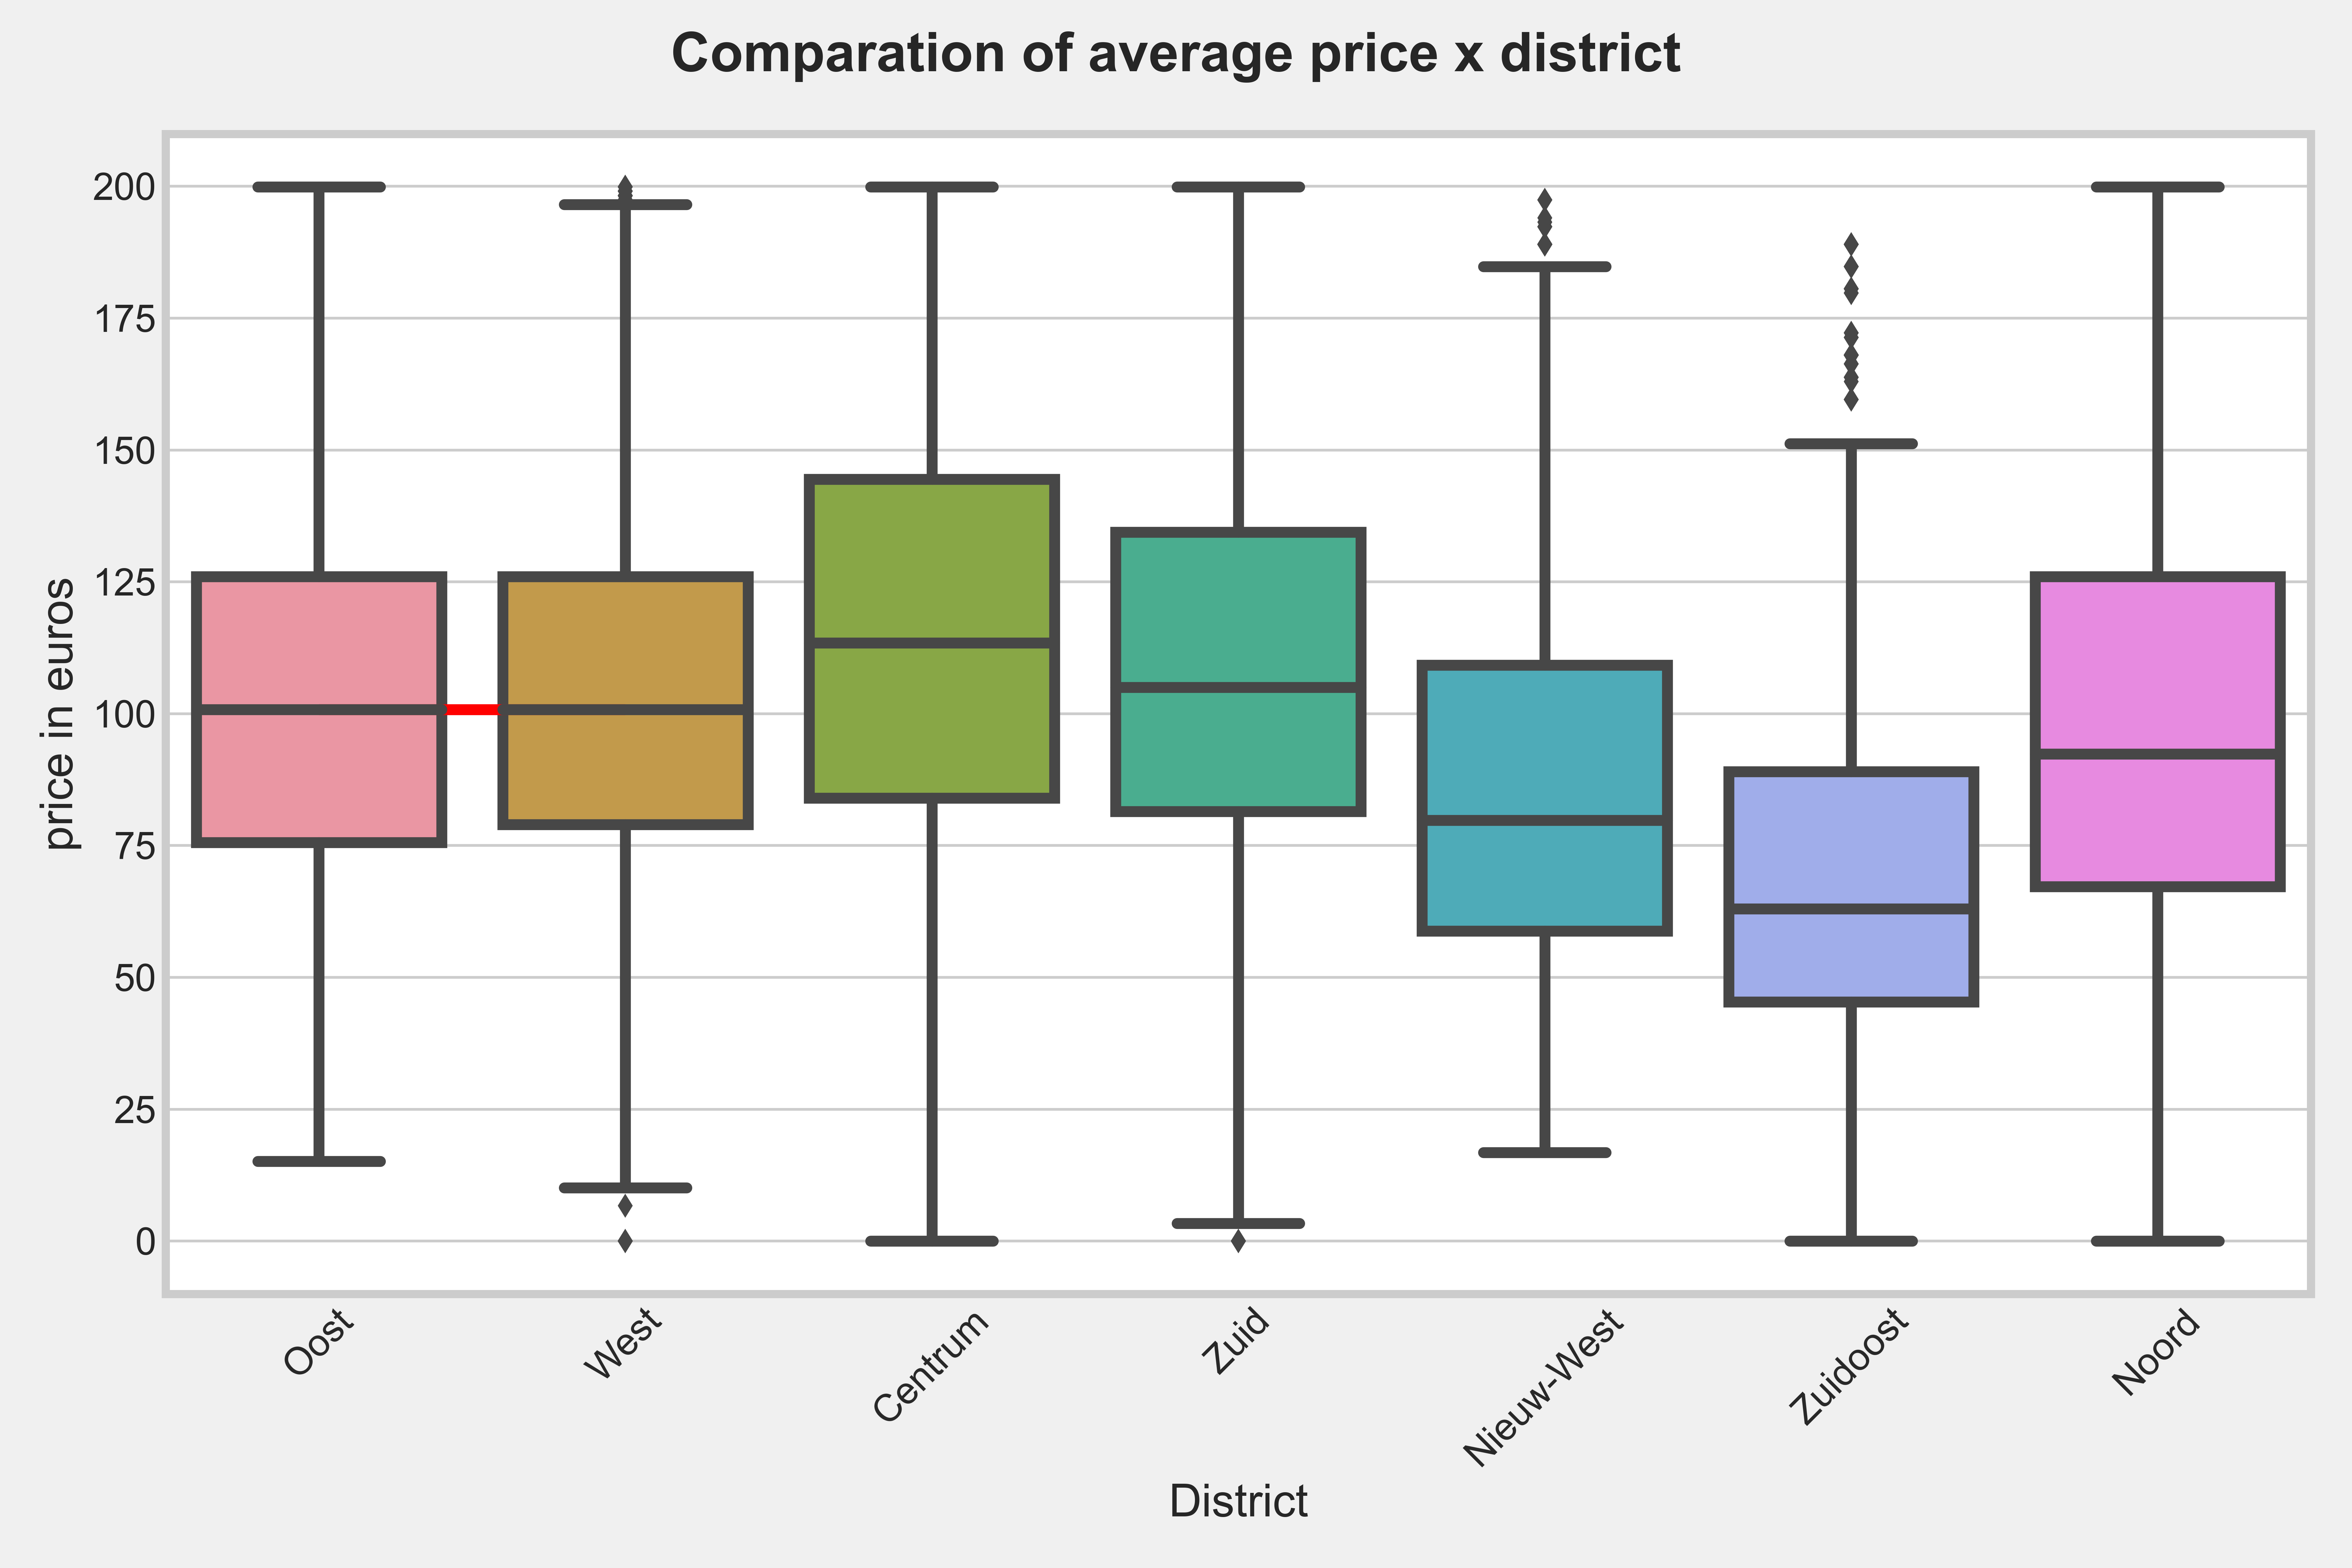 Comparation of average price x district
price in euros
200
175
150
125
100
75
50
25
0
Oost
West
Centrum
Zuid
Nieuw-West
Zuidoost
Noord
District